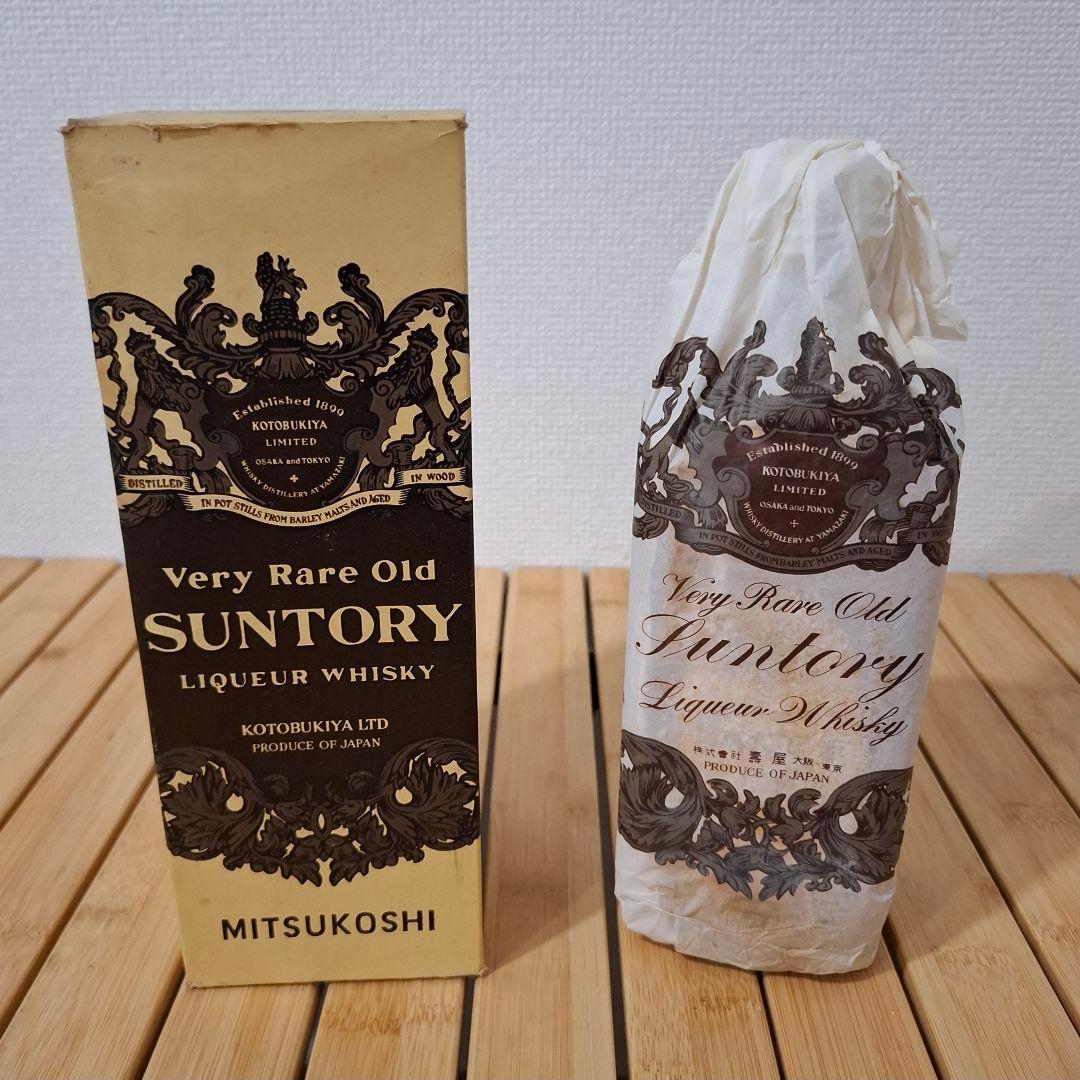 Established 1899
KOTOBUKIYA
LIMITED
OSAKA and TOKYO
WHISKY DISTILLERY AT YAMAZAKI
DISTILLED
IN POT STILLS FROM BARLEY MALTS AND AGED
IN WOOD
Very Rare Old
SUNTORY
LIQUEUR WHISKY
KOTOBUKIYA LTD
PRODUCE OF JAPAN
MITSUKOSHI
Established 1899
KOTOBUKIYA
LIMITED
OSAKA and TOKYO
WHISKY DISTILLERY AT YAMAZAKI
DISTILLED
IN POT STILLS FROM BARLEY MALTS AND AGED
IN
Very Rare Old
Suntory
Liqueur Whisky
株式會社 壽屋 大阪 東京
PRODUCE OF JAPAN